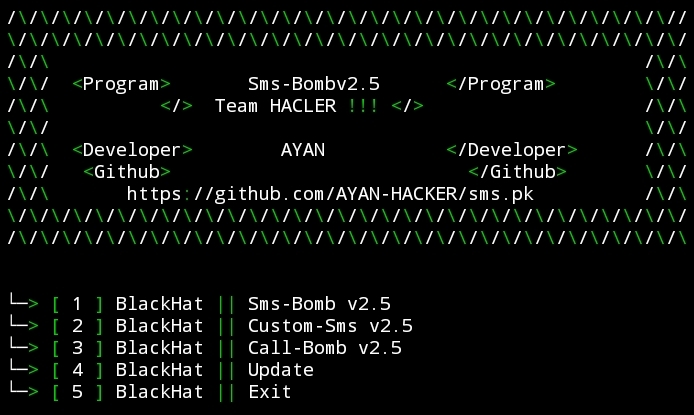 /\/\/\/\/\/\/\/\/\/\/\/\/\/\/\/\/\/\/\/\/\/\/\/\/\/\/\/\/\/\//
\/\/\/\/\/\/\/\/\/\/\/\/\/\/\/\/\/\/\/\/\/\/\/\/\/\/\/\/\/\/
/\/\ /\/\
\/\/ <Program> Sms-Bombv2.5 </Program> \/\/
/\/\ </> Team HACLER !!! </> /\/\
\/\/ \/\/
/\/\ <Developer> AYAN </Developer> /\/\
\/\/ <Github> </Github> \/\/
/\/\ https://github.com/AYAN-HACKER/sms.pk /\/\
\/\/\/\/\/\/\/\/\/\/\/\/\/\/\/\/\/\/\/\/\/\/\/\/\/\/\/\/\/\/\/
/\/\/\/\/\/\/\/\/\/\/\/\/\/\/\/\/\/\/\/\/\/\/\/\/\/\/\/\/\/\/\
└─> [ 1 ] BlackHat || Sms-Bomb v2.5
└─> [ 2 ] BlackHat || Custom-Sms v2.5
└─> [ 3 ] BlackHat || Call-Bomb v2.5
└─> [ 4 ] BlackHat || Update
└─> [ 5 ] BlackHat || Exit